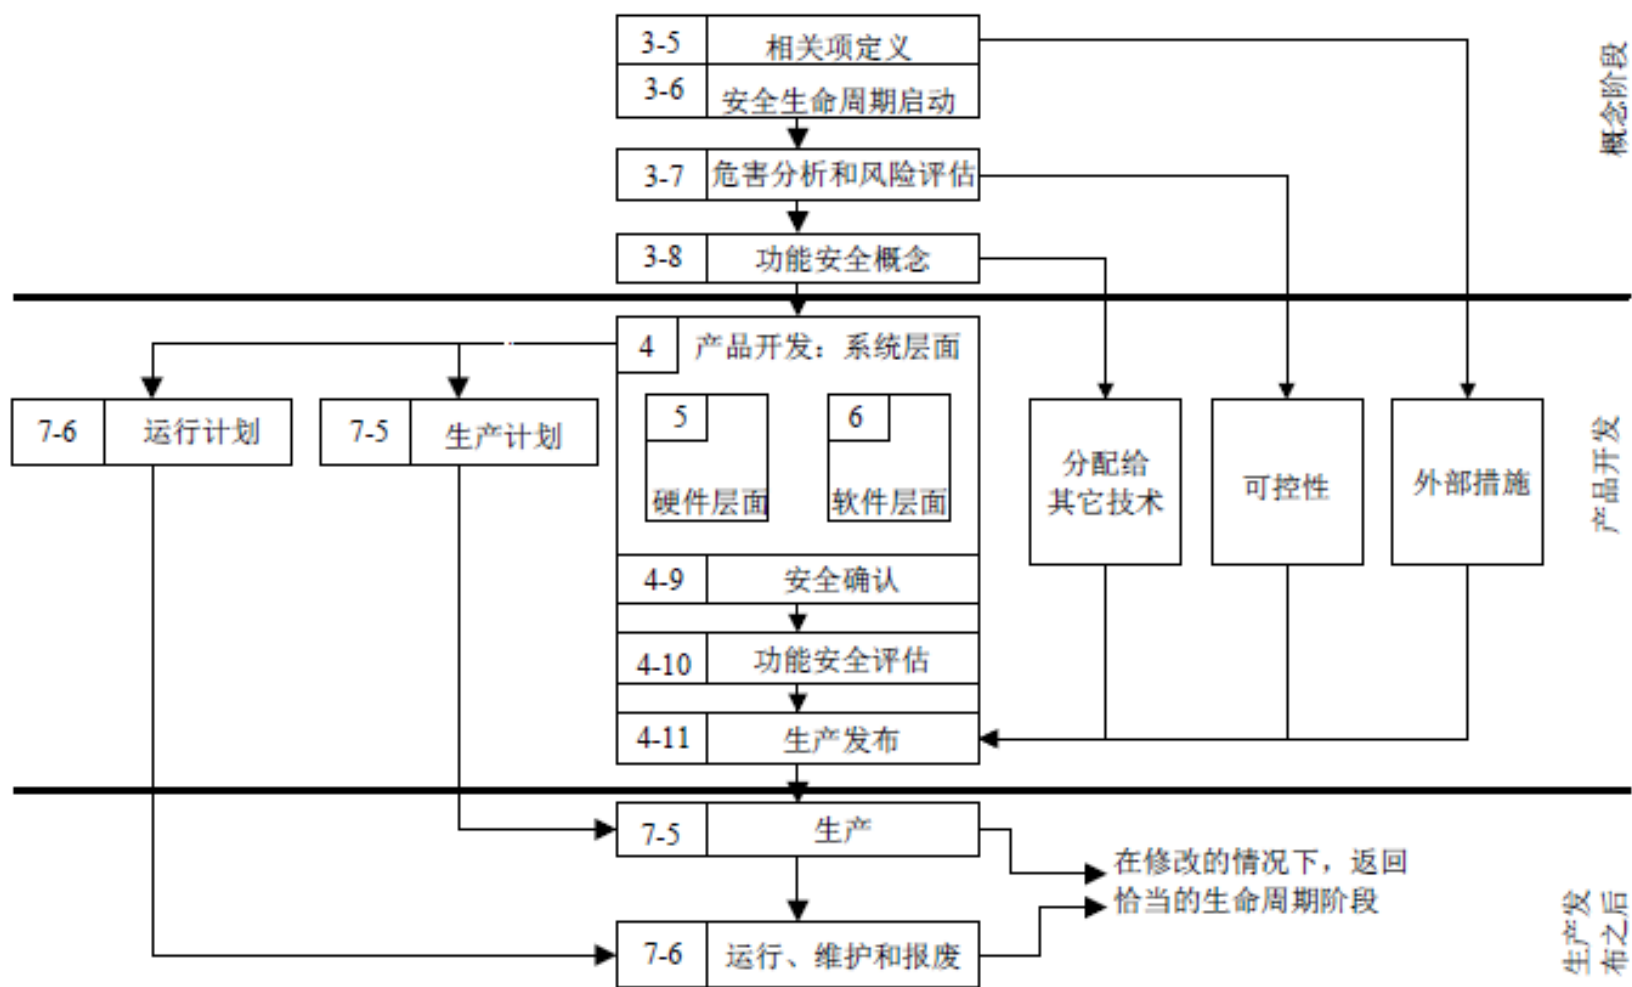 3-5 相关项定义
3-6 安全生命周期启动
3-7 危害分析和风险评估
3-8 功能安全概念
概念阶段
4 产品开发：系统层面
7-6 运行计划
7-5 生产计划
5
硬件层面
6
软件层面
分配给
其它技术
可控性
外部措施
产品开发
4-9 安全确认
4-10 功能安全评估
4-11 生产发布
7-5 生产
在修改的情况下，返回
恰当的生命周期阶段
7-6 运行、维护和报废
生产发
布之后